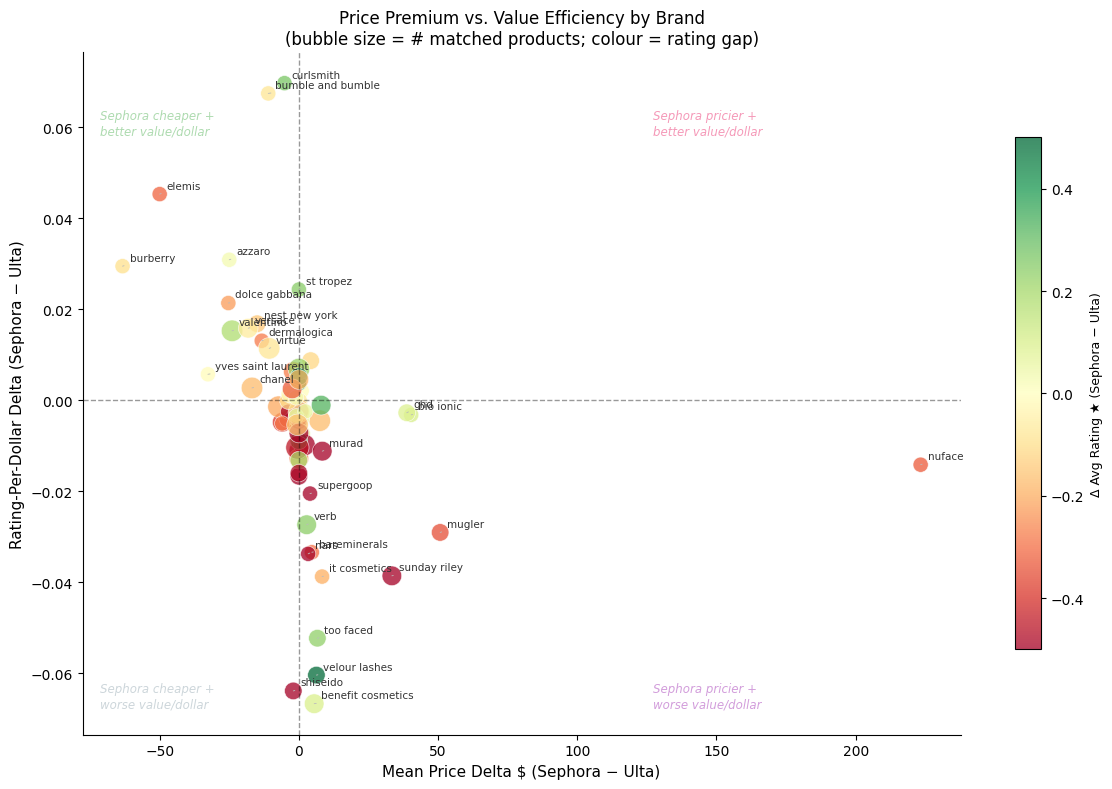 Price Premium vs. Value Efficiency by Brand
(bubble size = # matched products; colour = rating gap)
Rating-Per-Dollar Delta (Sephora − Ulta)
0.06
0.04
0.02
0.00
−0.02
−0.04
−0.06
Sephora cheaper +
better value/dollar
Sephora pricier +
better value/dollar
curlsmith
bumble and bumble
elemis
azzaro
burberry
st tropez
dolce gabbana
nest new york
versace
valentino
dermalogica
virtue
yves saint laurent
chanel
ghd
bio ionic
murad
nuface
supergoop
verb
mugler
nars
bareminerals
it cosmetics
sunday riley
too faced
velour lashes
shiseido
benefit cosmetics
Sephora cheaper +
worse value/dollar
Sephora pricier +
worse value/dollar
−50
0
50
100
150
200
Mean Price Delta $ (Sephora − Ulta)
0.4
0.2
0.0
−0.2
−0.4
Δ Avg Rating ★ (Sephora − Ulta)